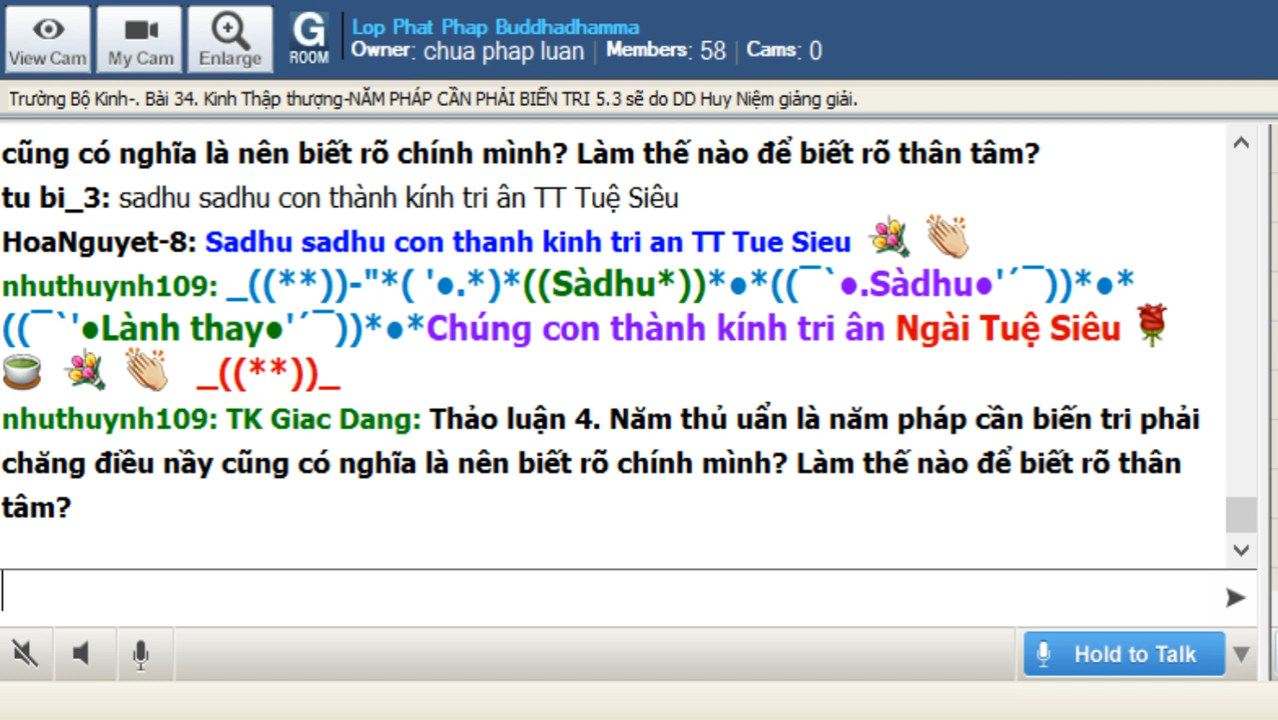 View Cam
My Cam
Enlarge
G
ROOM
Lop Phat Phap Buddhadhamma
Owner: chua phap luan | Members: 58 | Cams: 0
Trường Bộ Kinh-. Bài 34. Kinh Thập thượng-NĂM PHÁP CẦN PHẢI BIẾN TRI 5.3 sẽ do DD Huy Niệm giảng giải.
cũng có nghĩa là nên biết rõ chính mình? Làm thế nào để biết rõ thân tâm?
tu bi_3: sadhu sadhu con thành kính tri ân TT Tuệ Siêu
HoaNguyet-8: Sadhu sadhu con thanh kinh tri an TT Tue Sieu
nhuthuynh109: _((**))-"*( '●.*)*((Sàdhu*))*●*((¯`●.Sàdhu●'´¯))*●*
((¯`'●Lành thay●'´¯))*●*Chúng con thành kính tri ân Ngài Tuệ Siêu
_((**))_
nhuthuynh109: TK Giac Dang: Thảo luận 4. Năm thủ uẩn là năm pháp cần biến tri phải
chăng điều nầy cũng có nghĩa là nên biết rõ chính mình? Làm thế nào để biết rõ thân
tâm?
Hold to Talk